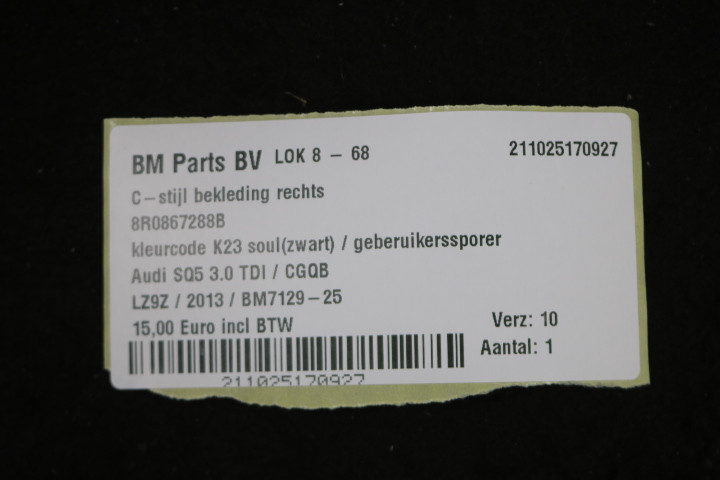 BM Parts BV LOK 8 – 68 211025170927
C–stijl bekleding rechts
8R0867288B
kleurcode K23 soul(zwart) / geberuikerssporer
Audi SQ5 3.0 TDI / CGQB
LZ9Z / 2013 / BM7129–25
15,00 Euro incl BTW
Verz: 10
Aantal: 1
211025170927